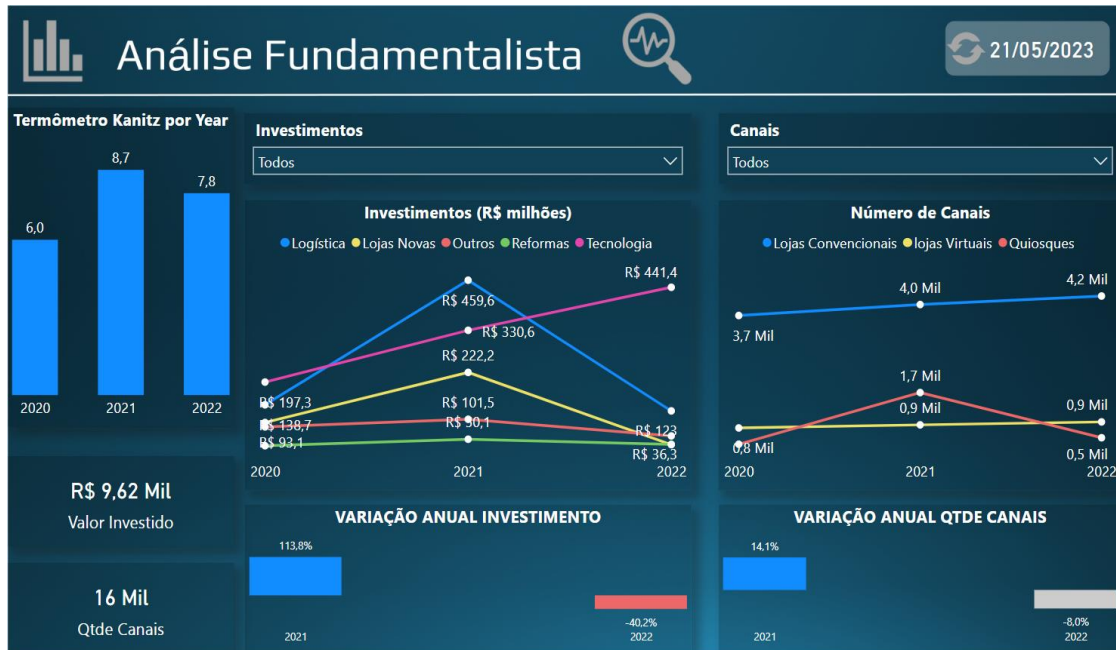 Análise Fundamentalista
21/05/2023
Termômetro Kanitz por Year
6,0
8,7
7,8
2020
2021
2022
R$ 9,62 Mil
Valor Investido
16 Mil
Qtde Canais
Investimentos
Todos
Investimentos (R$ milhões)
Logística
Lojas Novas
Outros
Reformas
Tecnologia
R$ 441,4
R$ 459,6
R$ 330,6
R$ 222,2
R$ 197,3
R$ 101,5
R$ 138,7
R$ 50,1
R$ 123
R$ 93,1
R$ 36,3
2020
2021
2022
VARIAÇÃO ANUAL INVESTIMENTO
113,8%
-40,2%
2021
2022
Canais
Todos
Número de Canais
Lojas Convencionais
lojas Virtuais
Quiosques
4,2 Mil
4,0 Mil
3,7 Mil
1,7 Mil
0,9 Mil
0,9 Mil
0,8 Mil
0,5 Mil
2020
2021
2022
VARIAÇÃO ANUAL QTDE CANAIS
14,1%
-8,0%
2021
2022